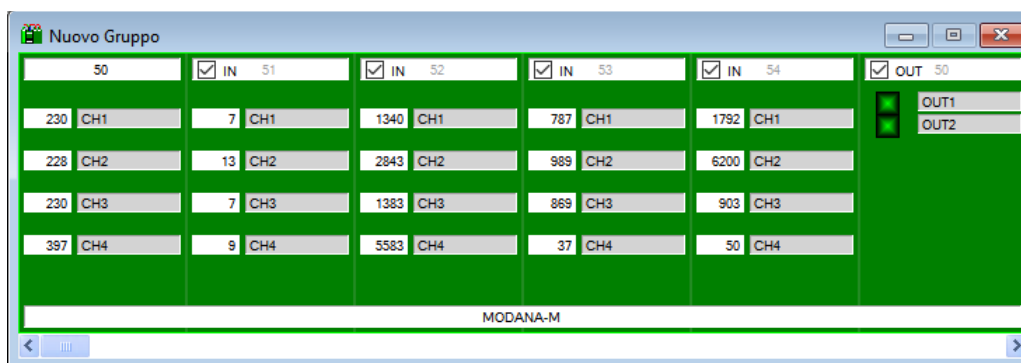 Nuovo Gruppo
50 IN 51 IN 52 IN 53 IN 54 OUT 50
OUT1
230 CH1 7 CH1 1340 CH1 787 CH1 1792 CH1
OUT2
228 CH2 13 CH2 2843 CH2 989 CH2 6200 CH2
230 CH3 7 CH3 1383 CH3 869 CH3 903 CH3
397 CH4 9 CH4 5583 CH4 37 CH4 50 CH4
MODANA-M